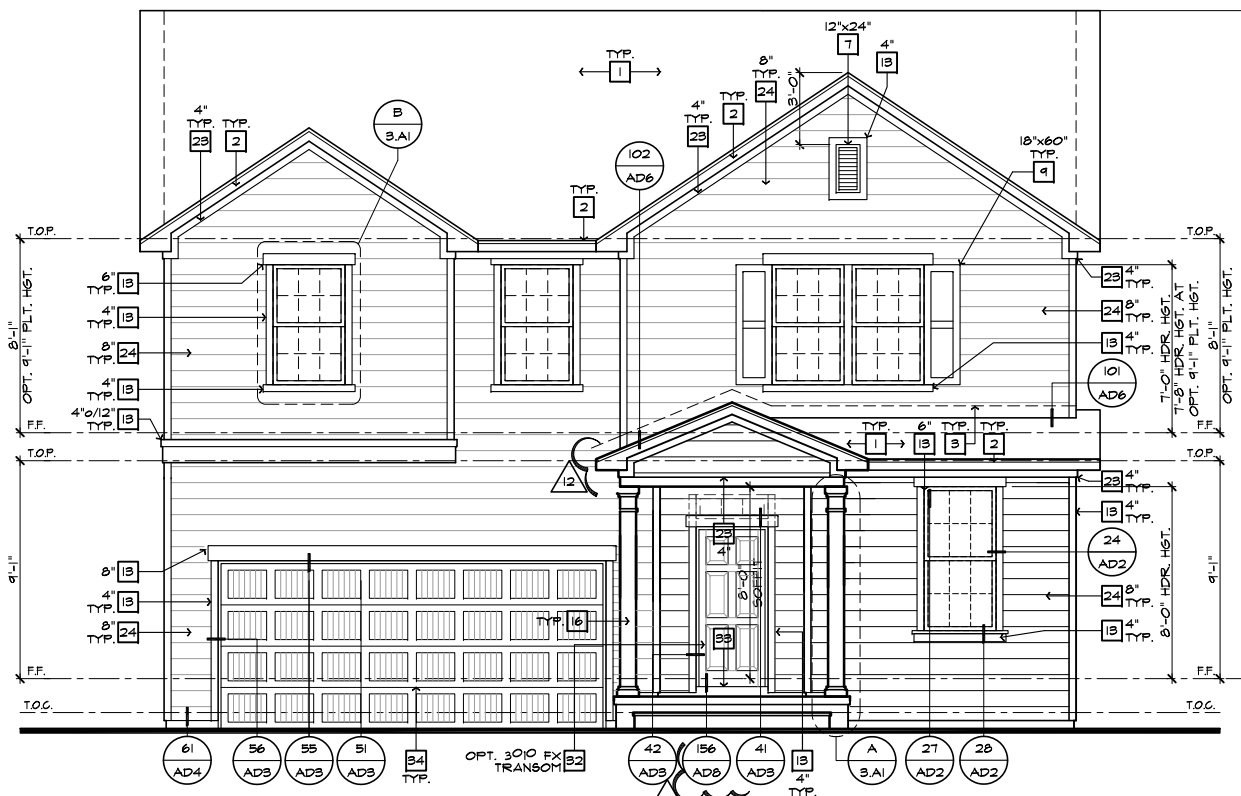 12"x24"
7
4"
13
TYP.
1
8"
24
3'-0"
4"
TYP.
23
TYP.
2
B
3.A1
4"
TYP.
23
TYP.
2
102
AD6
18"x60"
TYP.
9
TYP.
2
T.O.P.
T.O.P.
6"
TYP. 13
4"
TYP. 13
8"
TYP. 24
4"
TYP. 13
4"o/12"
TYP. 13
8'-1"
OPT. 9'-1" PLT. HGT.
23 4"
TYP.
24 8"
TYP.
13 4"
TYP.
7'-0" HDR. HGT.
7'-8" HDR. HGT. AT
OPT. 9'-1" PLT. HGT.
8'-1"
OPT. 9'-1" PLT. HGT.
101
AD6
F.F.
F.F.
TYP.
1
6"
13
TYP.
3
TYP.
2
T.O.P.
T.O.P.
12
23 4"
TYP.
13 4"
TYP.
24
AD2
24 8"
TYP.
13 4"
TYP.
8'-0" HDR. HGT.
9'-1"
9'-1"
8" 13
4"
TYP. 13
8"
TYP. 24
23
4"
8'-0"
SOFFIT
TYP. 16
33
F.F.
F.F.
T.O.C.
T.O.C.
61
AD4
56
AD3
55
AD3
51
AD3
34
TYP.
OPT. 3010 FX
TRANSOM 32
42
AD3
156
AD8
41
AD3
13
4"
TYP.
A
3.A1
27
AD2
28
AD2